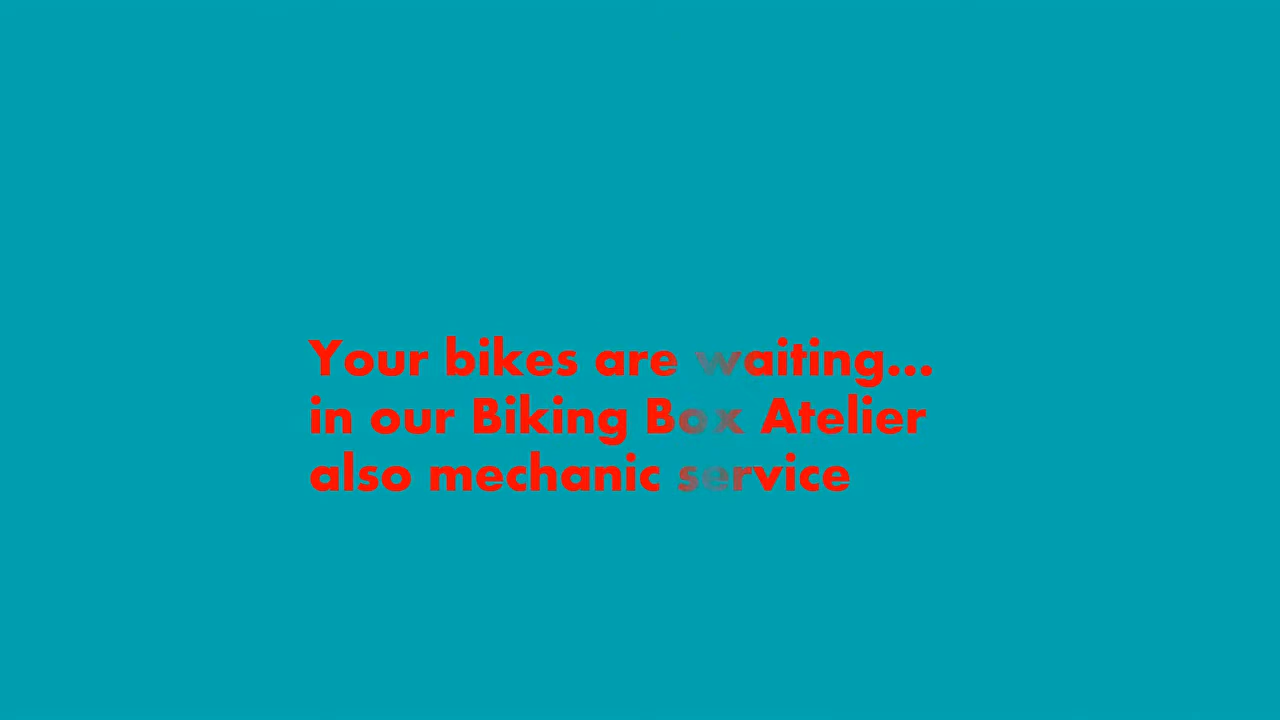 Your bikes are waiting...
in our Biking Box Atelier
also mechanic service